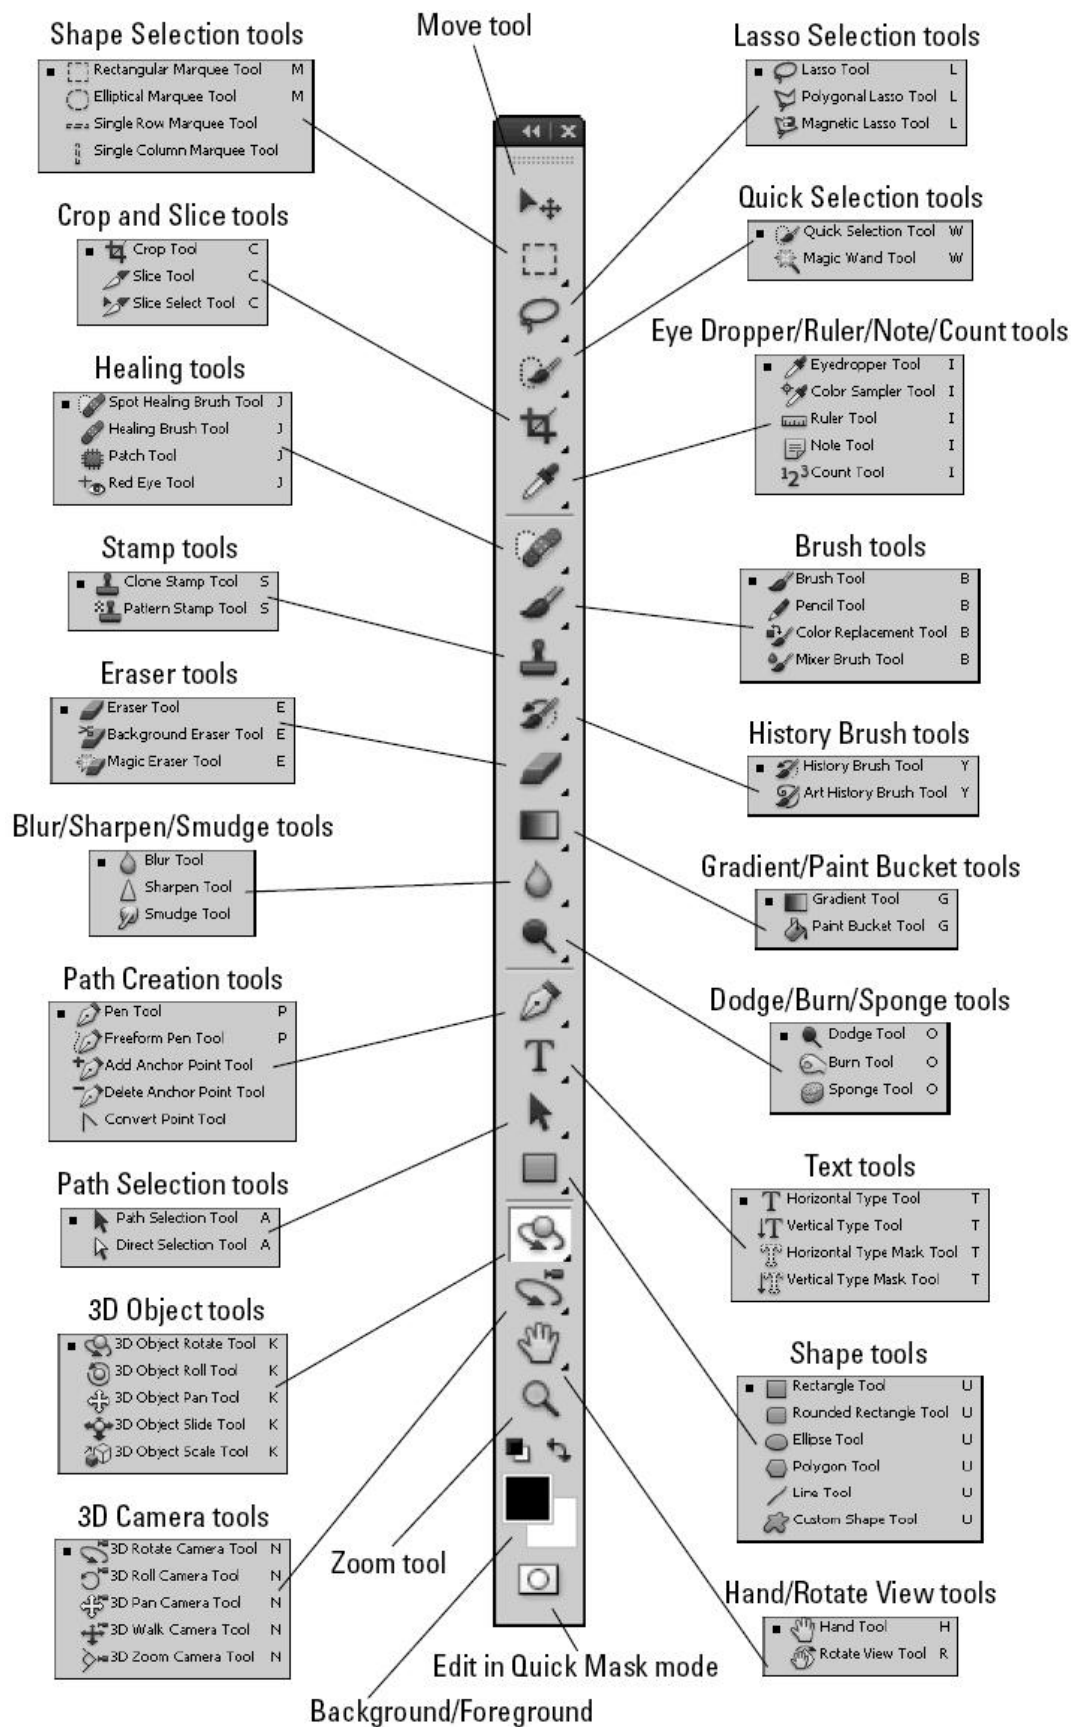 Move tool
Shape Selection tools
Rectangular Marquee Tool M
Elliptical Marquee Tool M
Single Row Marquee Tool
Single Column Marquee Tool
Crop and Slice tools
Crop Tool C
Slice Tool C
Slice Select Tool C
Healing tools
Spot Healing Brush Tool J
Healing Brush Tool J
Patch Tool J
Red Eye Tool J
Stamp tools
Clone Stamp Tool S
Pattern Stamp Tool S
Eraser tools
Eraser Tool E
Background Eraser Tool E
Magic Eraser Tool E
Blur/Sharpen/Smudge tools
Blur Tool
Sharpen Tool
Smudge Tool
Path Creation tools
Pen Tool P
Freeform Pen Tool P
Add Anchor Point Tool
Delete Anchor Point Tool
Convert Point Tool
Path Selection tools
Path Selection Tool A
Direct Selection Tool A
3D Object tools
3D Object Rotate Tool K
3D Object Roll Tool K
3D Object Pan Tool K
3D Object Slide Tool K
3D Object Scale Tool K
3D Camera tools
3D Rotate Camera Tool N
3D Roll Camera Tool N
3D Pan Camera Tool N
3D Walk Camera Tool N
3D Zoom Camera Tool N
Lasso Selection tools
Lasso Tool L
Polygonal Lasso Tool L
Magnetic Lasso Tool L
Quick Selection tools
Quick Selection Tool W
Magic Wand Tool W
Eye Dropper/Ruler/Note/Count tools
Eyedropper Tool I
Color Sampler Tool I
Ruler Tool I
Note Tool I
123 Count Tool I
Brush tools
Brush Tool B
Pencil Tool B
Color Replacement Tool B
Mixer Brush Tool B
History Brush tools
History Brush Tool Y
Art History Brush Tool Y
Gradient/Paint Bucket tools
Gradient Tool G
Paint Bucket Tool G
Dodge/Burn/Sponge tools
Dodge Tool O
Burn Tool O
Sponge Tool O
Text tools
T Horizontal Type Tool T
T Vertical Type Tool T
T Horizontal Type Mask Tool T
T Vertical Type Mask Tool T
Shape tools
Rectangle Tool U
Rounded Rectangle Tool U
Ellipse Tool U
Polygon Tool U
Line Tool U
Custom Shape Tool U
Hand/Rotate View tools
Hand Tool H
Rotate View Tool R
T
Zoom tool
Edit in Quick Mask mode
Background/Foreground